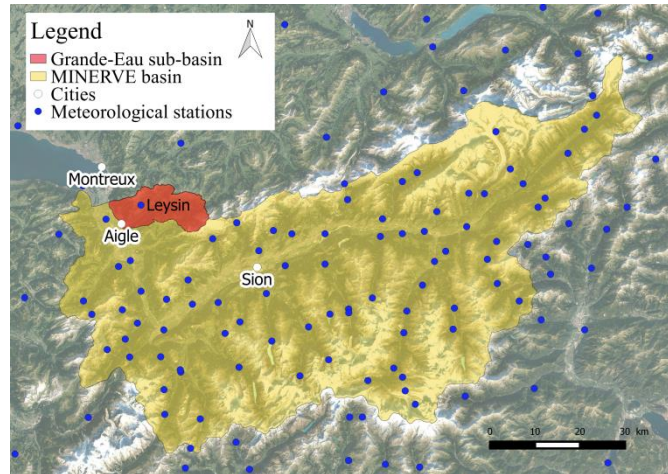 Legend
N
Grande-Eau sub-basin
MINERVE basin
Cities
Meteorological stations
Montreux
Leysin
Aigle
Sion
0 10 20 30 km